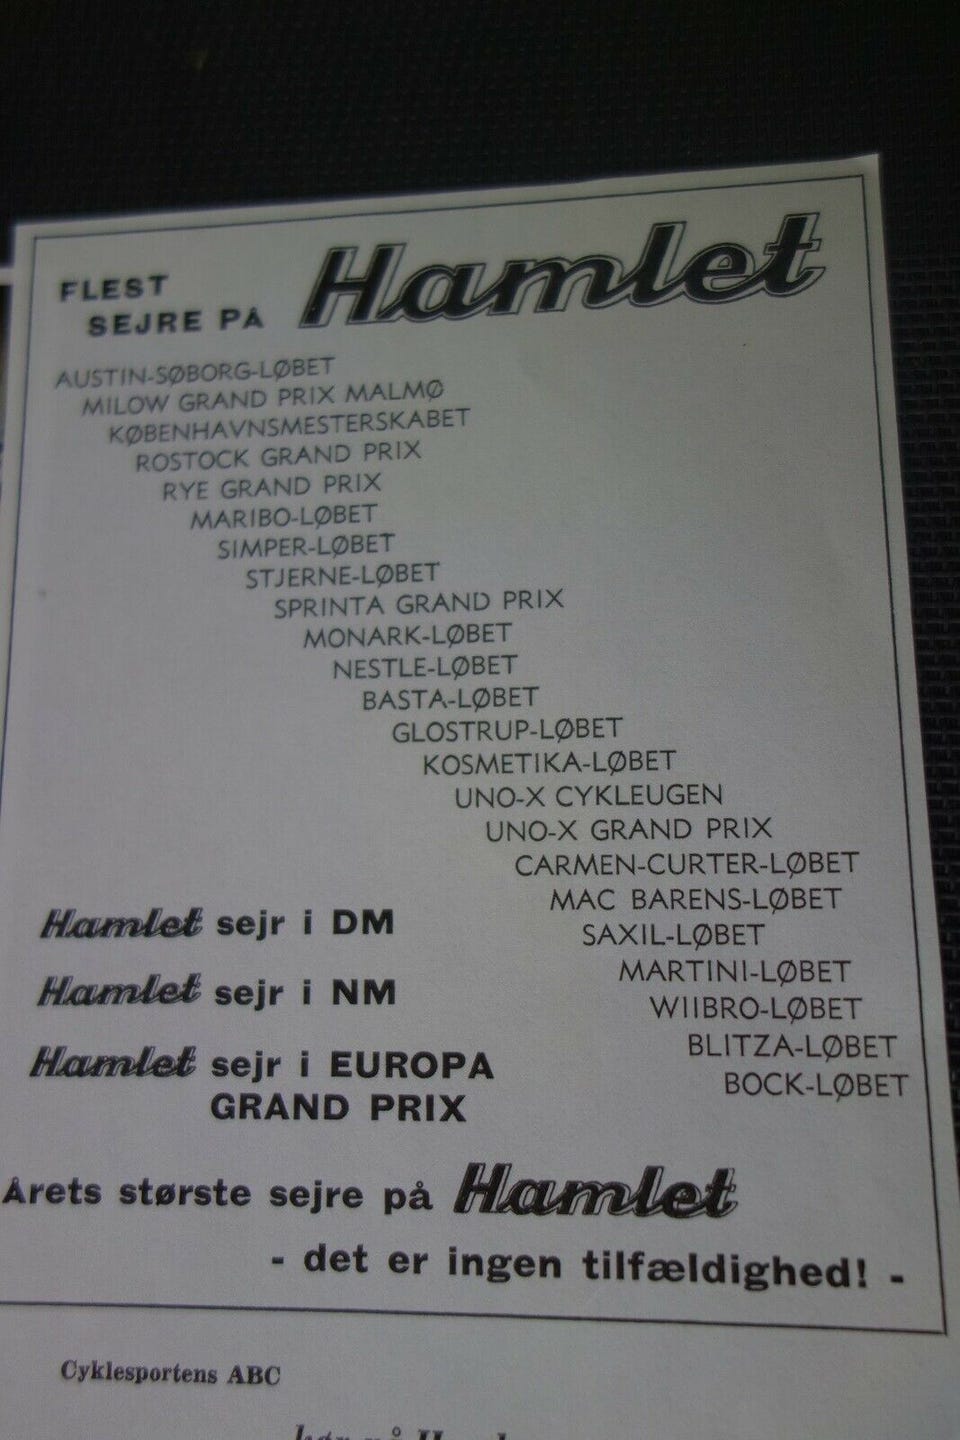 FLEST
SEJRE PÅ Hamlet
AUSTIN-SØBORG-LØBET
MILOW GRAND PRIX MALMØ
KØBENHAVNSMESTERSKABET
ROSTOCK GRAND PRIX
RYE GRAND PRIX
MARIBO-LØBET
SIMPER-LØBET
STJERNE-LØBET
SPRINTA GRAND PRIX
MONARK-LØBET
NESTLE-LØBET
BASTA-LØBET
GLOSTRUP-LØBET
KOSMETIKA-LØBET
UNO-X CYKLEUGEN
UNO-X GRAND PRIX
CARMEN-CURTER-LØBET
MAC BARENS-LØBET
SAXIL-LØBET
MARTINI-LØBET
WIIBRO-LØBET
BLITZA-LØBET
BOCK-LØBET
Hamlet sejr i DM
Hamlet sejr i NM
Hamlet sejr i EUROPA
GRAND PRIX
Årets største sejre på Hamlet
- det er ingen tilfældighed! -
Cyklesportens ABC